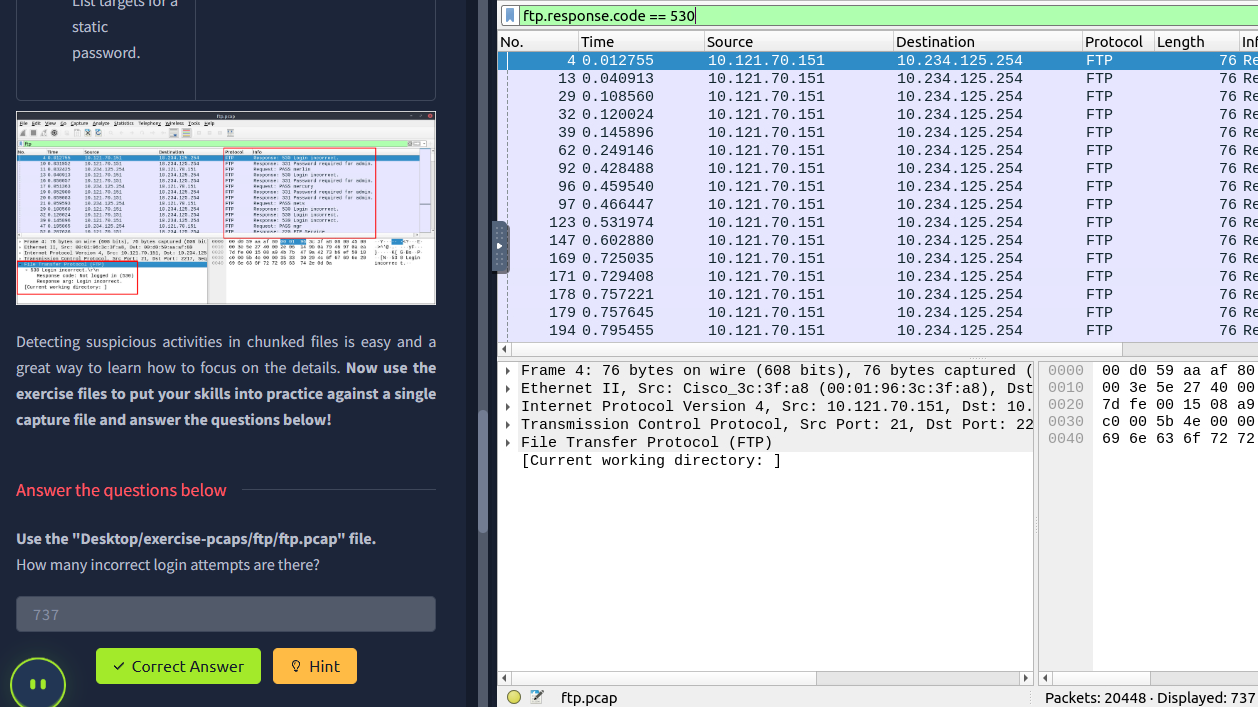 List targets for a
static
password.
Detecting suspicious activities in chunked files is easy and a
great way to learn how to focus on the details. Now use the
exercise files to put your skills into practice against a single
capture file and answer the questions below!
Answer the questions below
Use the "Desktop/exercise-pcaps/ftp/ftp.pcap" file.
How many incorrect login attempts are there?
737
Correct Answer
Hint
ftp.response.code == 530
No. Time Source Destination Protocol Length Inf
4 0.012755 10.121.70.151 10.234.125.254 FTP 76 Re
13 0.040913 10.121.70.151 10.234.125.254 FTP 76 Re
29 0.108560 10.121.70.151 10.234.125.254 FTP 76 Re
32 0.120024 10.121.70.151 10.234.125.254 FTP 76 Re
39 0.145896 10.121.70.151 10.234.125.254 FTP 76 Re
62 0.249146 10.121.70.151 10.234.125.254 FTP 76 Re
92 0.428488 10.121.70.151 10.234.125.254 FTP 76 Re
96 0.459540 10.121.70.151 10.234.125.254 FTP 76 Re
97 0.466447 10.121.70.151 10.234.125.254 FTP 76 Re
123 0.531974 10.121.70.151 10.234.125.254 FTP 76 Re
147 0.602880 10.121.70.151 10.234.125.254 FTP 76 Re
169 0.725035 10.121.70.151 10.234.125.254 FTP 76 Re
171 0.729408 10.121.70.151 10.234.125.254 FTP 76 Re
178 0.757221 10.121.70.151 10.234.125.254 FTP 76 Re
179 0.757645 10.121.70.151 10.234.125.254 FTP 76 Re
194 0.795455 10.121.70.151 10.234.125.254 FTP 76 Re
Frame 4: 76 bytes on wire (608 bits), 76 bytes captured (
Ethernet II, Src: Cisco_3c:3f:a8 (00:01:96:3c:3f:a8), Dst
Internet Protocol Version 4, Src: 10.121.70.151, Dst: 10.
Transmission Control Protocol, Src Port: 21, Dst Port: 22
File Transfer Protocol (FTP)
[Current working directory: ]
0000 00 d0 59 aa af 80
0010 00 3e 5e 27 40 00
0020 7d fe 00 15 08 a9
0030 c0 00 5b 4e 00 00
0040 69 6e 63 6f 72 72
ftp.pcap
Packets: 20448 · Displayed: 737